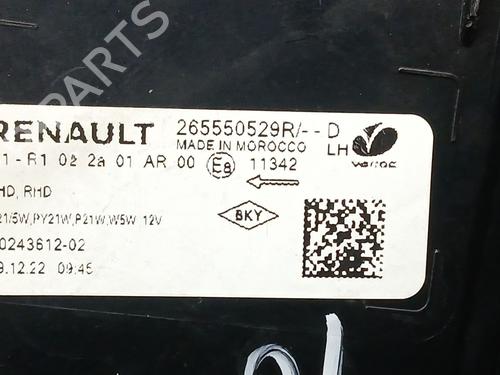 RENAULT 265550529R/-- D
MADE IN MOROCCO LH
1-R1 02 2a 01 AR 00 E8 11342
varroc
HD, RHD
21/5W,PY21W,P21W,W5W 12V
BKY
0243612-02
9.12.22 09:45
B-PARTS